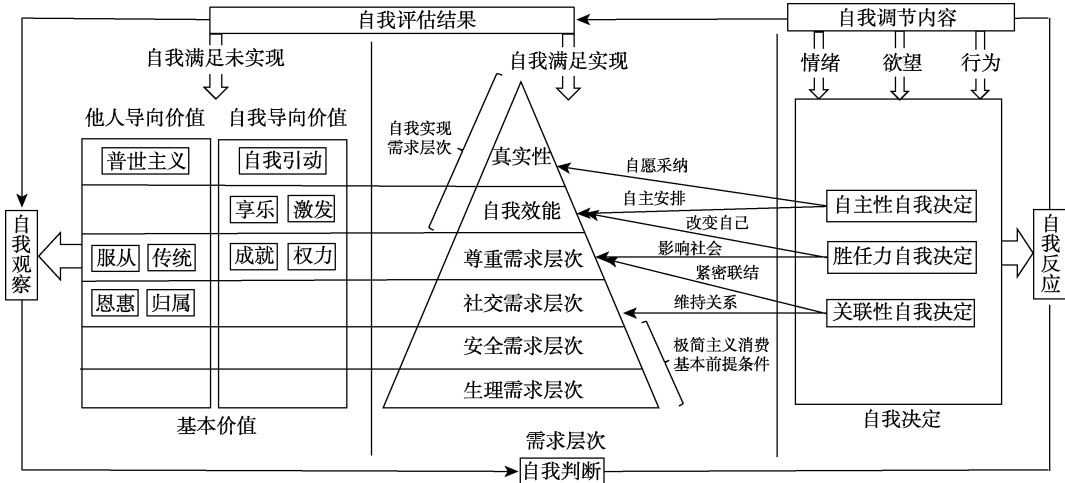 自我评估结果
自我调节内容
自我满足未实现
自我满足实现
情绪
欲望
行为
他人导向价值
自我导向价值
普世主义
自我引动
享乐
激发
服从
传统
成就
权力
恩惠
归属
基本价值
自我观察
自我实现
需求层次
真实性
自我效能
尊重需求层次
社交需求层次
安全需求层次
生理需求层次
需求层次
自愿采纳
自主安排
改变自己
影响社会
紧密联结
维持关系
极简主义消费
基本前提条件
自主性自我决定
胜任力自我决定
关联性自我决定
自我决定
自我反应
自我判断